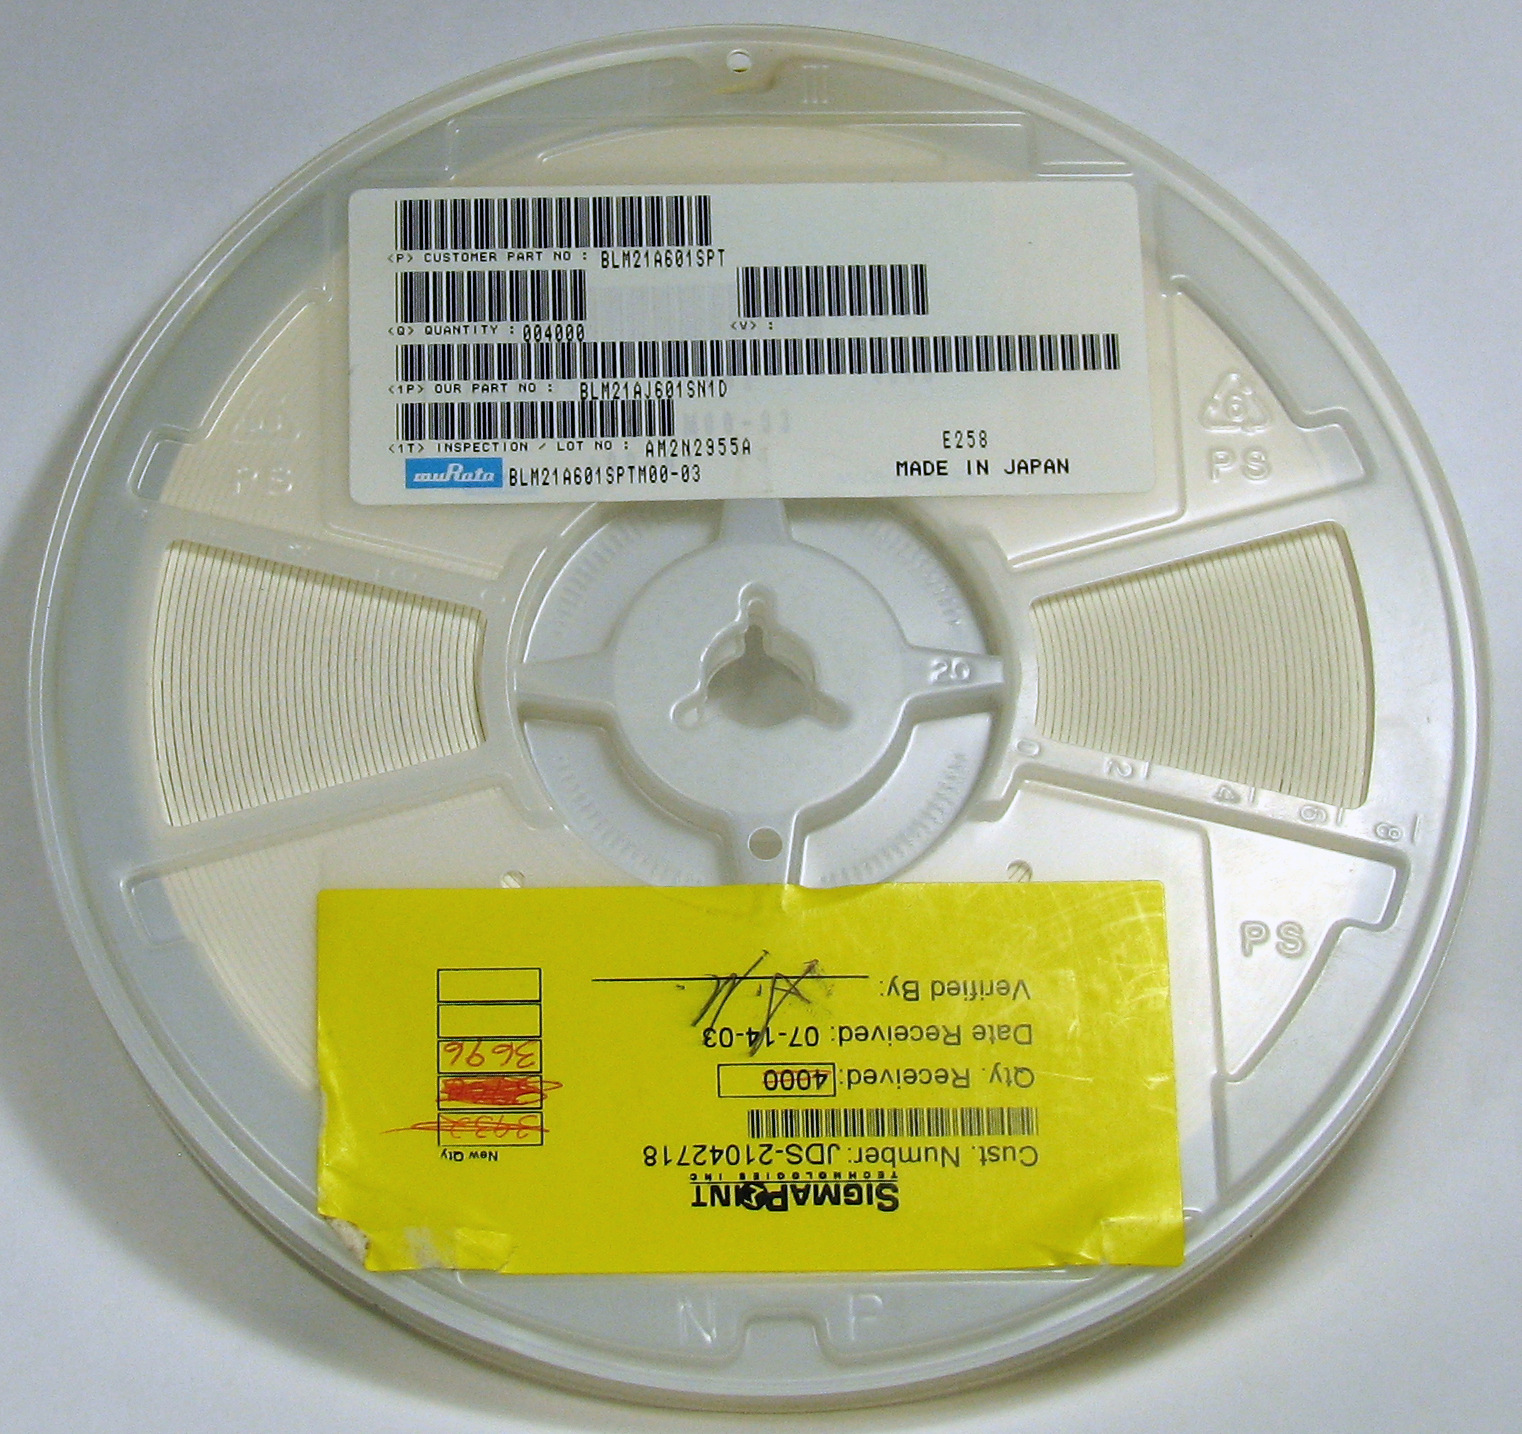 <P> CUSTOMER PART NO : BLM21A601SPT
<Q> QUANTITY : 004000
<V> :
<1P> OUR PART NO : BLM21AJ601SN1D
<1T> INSPECTION / LOT NO : AM2N2955A
E258
muRata BLM21A601SPTM00-03
MADE IN JAPAN
6
PS
PS
20
0 2 4 6 8
PS
SIGMAPOINT
TECHNOLOGIES INC
Cust. Number: JDS-21042718
Qty. Received: 4000
Date Received: 07-14-03
Verified By:
New Qty
3932
3696
N P